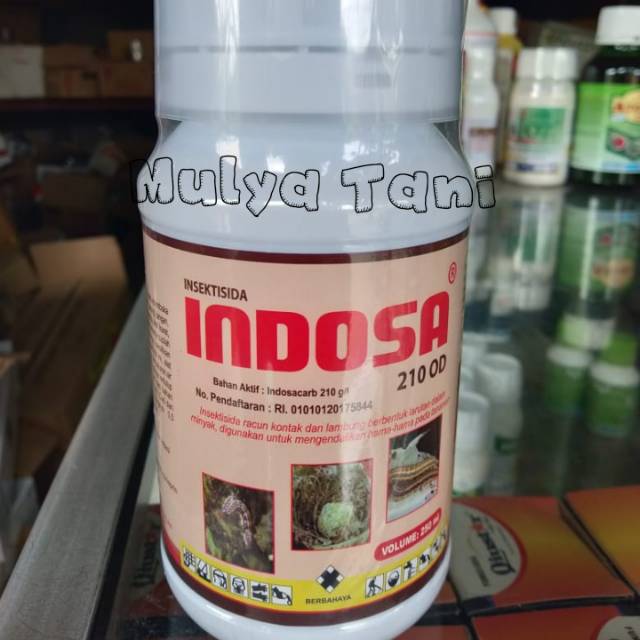 Mulya Tani
INSEKTISIDA
INDOSA®
210 OD
Bahan Aktif : Indosacarb 210 g/l
No. Pendaftaran : RI. 01010120175844
Insektisida racun kontak dan lambung berbentuk larutan dalam
minyak, digunakan untuk mengendalikan hama-hama pada tanaman
VOLUME: 250 ml
BERBAHAYA